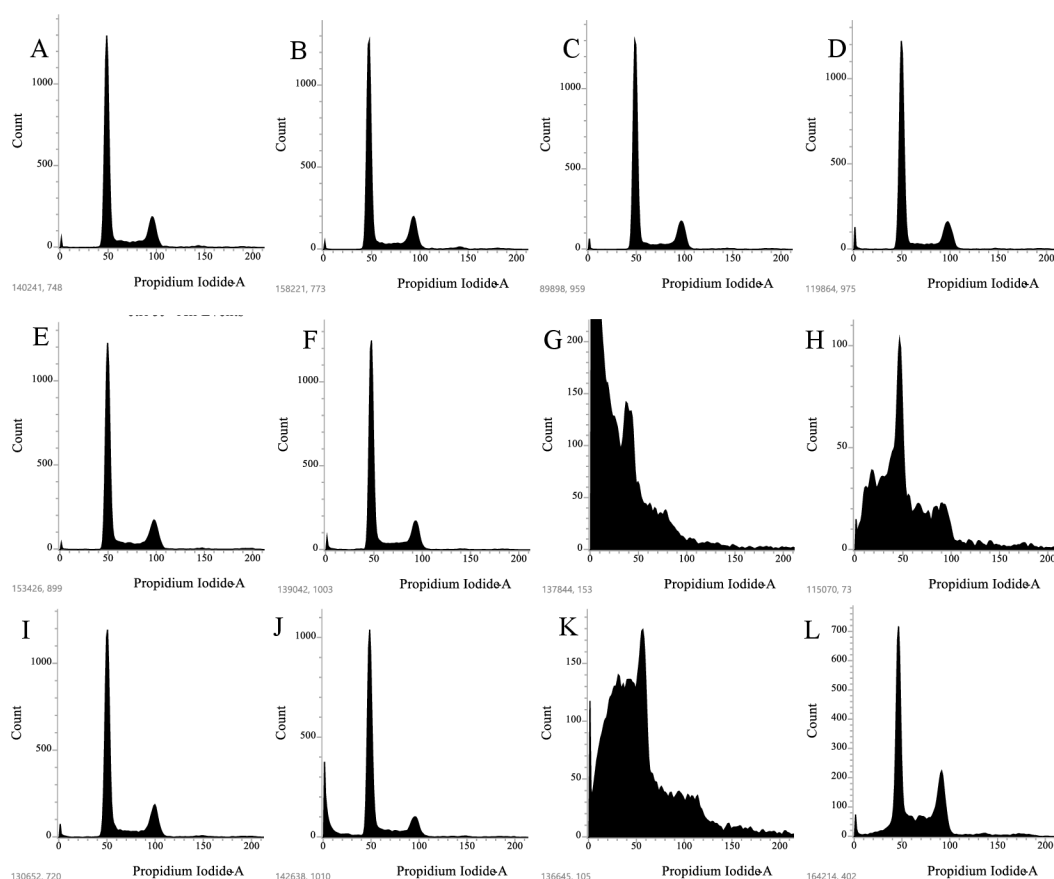 A
Count
1000
500
0
0 50 100 150 200
Propidium Iodide-A
140241, 748
B
Count
1000
500
0
0 50 100 150 200
Propidium Iodide-A
158221, 773
C
Count
1000
500
0
0 50 100 150 200
Propidium Iodide-A
89898, 959
D
Count
1000
500
0
0 50 100 150 200
Propidium Iodide-A
119864, 975
E
Count
1000
500
0
0 50 100 150 200
Propidium Iodide-A
153426, 899
F
Count
1000
500
0
0 50 100 150 200
Propidium Iodide-A
139042, 1003
G
Count
200
150
100
50
0
0 50 100 150 200
Propidium Iodide-A
137844, 153
H
Count
100
50
0
0 50 100 150 200
Propidium Iodide-A
115070, 73
I
Count
1000
500
0
0 50 100 150 200
Propidium Iodide-A
130652, 720
J
Count
1000
500
0
0 50 100 150 200
Propidium Iodide-A
142638, 1010
K
Count
150
100
50
0
0 50 100 150 200
Propidium Iodide-A
136645, 105
L
Count
700
600
500
400
300
200
100
0
0 50 100 150 200
Propidium Iodide-A
164214, 402